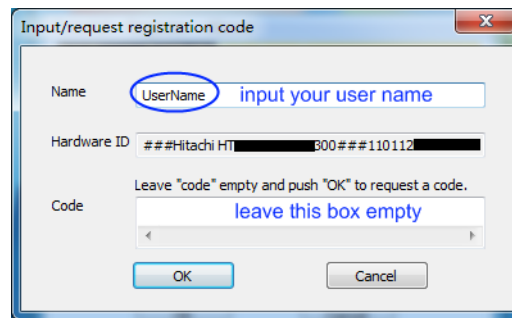 Input/request registration code
Name UserName input your user name
Hardware ID ###Hitachi HT 300###110112
Leave "code" empty and push "OK" to request a code.
Code leave this box empty
OK Cancel